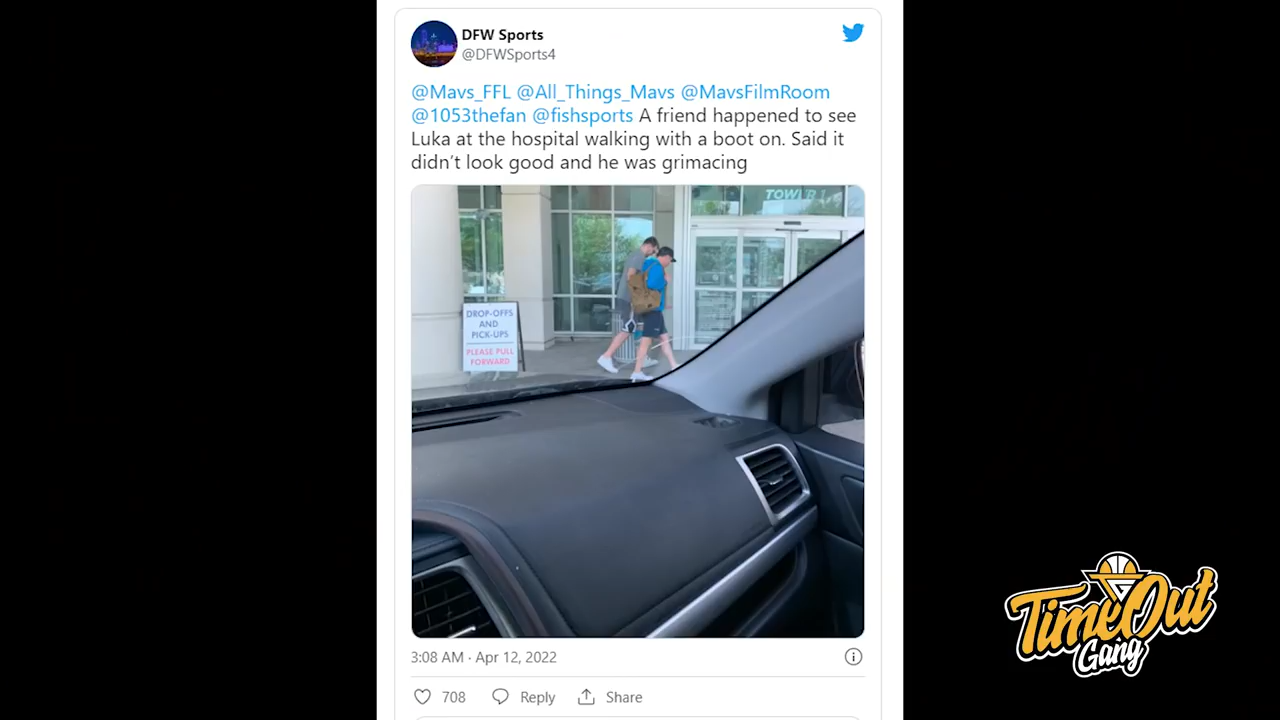 DFW Sports
@DFWSports4
@Mavs_FFL @All_Things_Mavs @MavsFilmRoom
@1053thefan @fishsports A friend happened to see
Luka at the hospital walking with a boot on. Said it
didn't look good and he was grimacing
TOWER 1
DROP-OFFS
AND
PICK-UPS
PLEASE PULL
FORWARD
3:08 AM · Apr 12, 2022
708 Reply Share
TimeOut
Gang